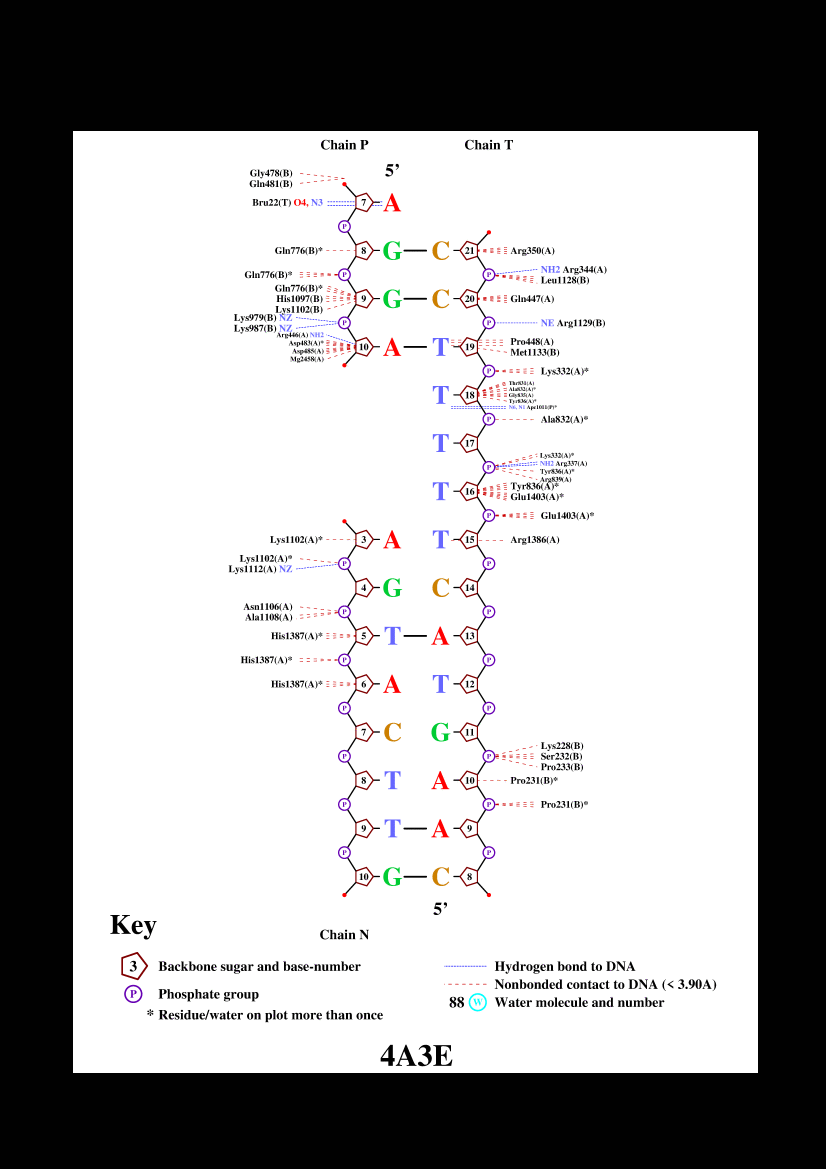 Chain P Chain T
5’
Gly478(B)
Gln481(B)
Bru22(T) O4, N3 7 A
P
Gln776(B)* 8 G C 21 Arg350(A)
NH2 Arg344(A)
Gln776(B)* P P Leu1128(B)
Gln776(B)*
His1097(B) 9 G C 20 Gln447(A)
Lys1102(B)
Lys979(B) NZ P P NE Arg1129(B)
Lys987(B) NZ
Arg446(A) NH2
Asp483(A)* Pro448(A)
10 A T 19
Asp485(A) Met1133(B)
Mg2458(A)
P Lys332(A)*
Thr831(A)
Ala832(A)*
T 18 Gly835(A)
Tyr836(A)*
N6, N1 Apc1011(P)*
P Ala832(A)*
T 17
Lys332(A)*
P NH2 Arg337(A)
Tyr836(A)*
Arg839(A)
Tyr836(A)*
T 16
Glu1403(A)*
P Glu1403(A)*
Lys1102(A)* 3 A T 15 Arg1386(A)
Lys1102(A)* P P
Lys1112(A) NZ
4 G C 14
Asn1106(A) P P
Ala1108(A)
His1387(A)* 5 T A 13
His1387(A)* P P
His1387(A)* 6 A T 12
P P
7 C G 11
Lys228(B)
P P Ser232(B)
Pro233(B)
8 T A 10 Pro231(B)*
P P Pro231(B)*
9 T A 9
P P
10 G C 8
5’
Key
Chain N
3 Backbone sugar and base-number
Hydrogen bond to DNA
Nonbonded contact to DNA (< 3.90A)
P Phosphate group
88 W Water molecule and number
* Residue/water on plot more than once
4A3E